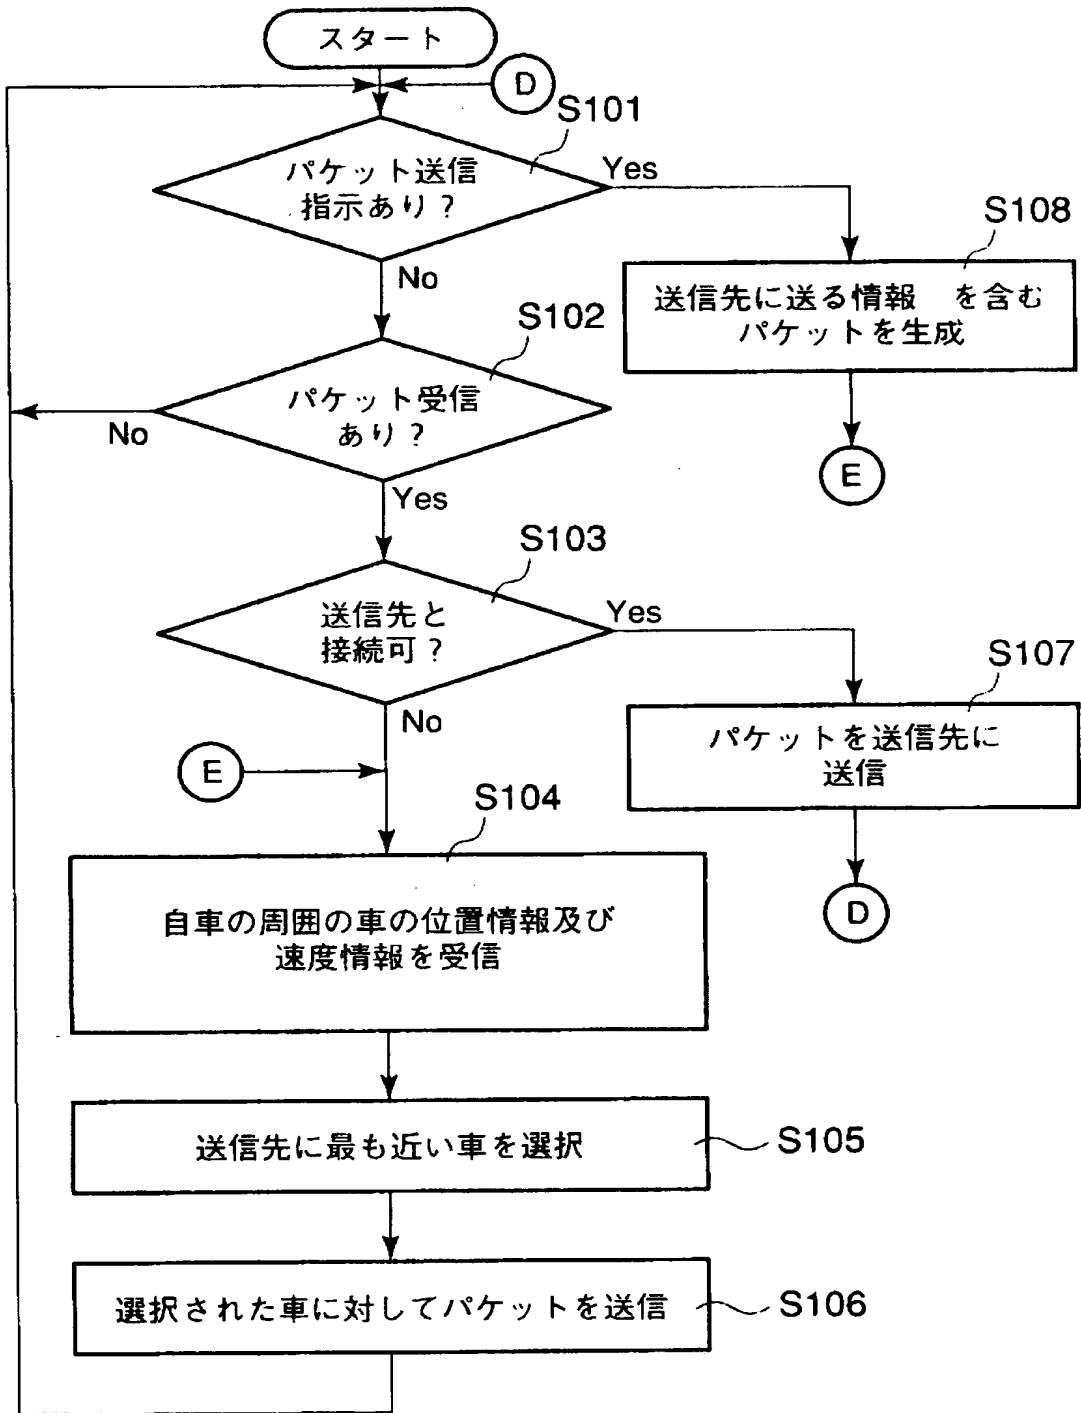 スタート
D
S101
パケット送信
指示あり?
Yes
No
S108
送信先に送る情報 を含む
パケットを生成
E
S102
パケット受信
あり?
No
Yes
S103
送信先と
接続可?
Yes
No
S107
パケットを送信先に
送信
D
E
S104
自車の周囲の車の位置情報及び
速度情報を受信
送信先に最も近い車を選択
S105
選択された車に対してパケットを送信
S106